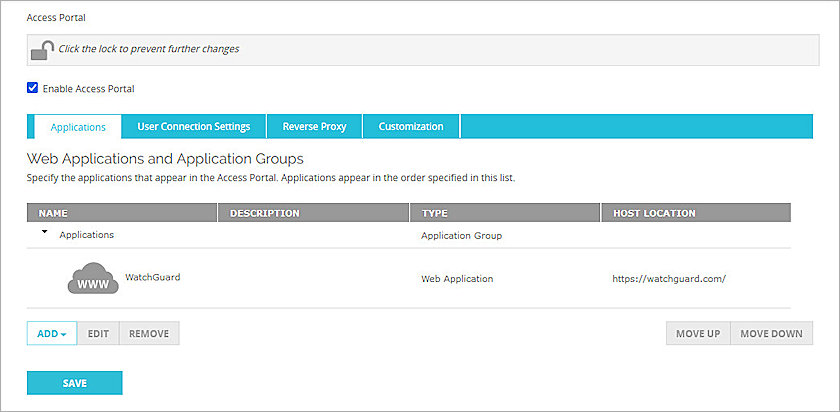 Access Portal
Click the lock to prevent further changes
Enable Access Portal
Applications User Connection Settings Reverse Proxy Customization
Web Applications and Application Groups
Specify the applications that appear in the Access Portal. Applications appear in the order specified in this list.
NAME DESCRIPTION TYPE HOST LOCATION
Applications Application Group
WWW WatchGuard Web Application https://watchguard.com/
ADD EDIT REMOVE MOVE UP MOVE DOWN
SAVE